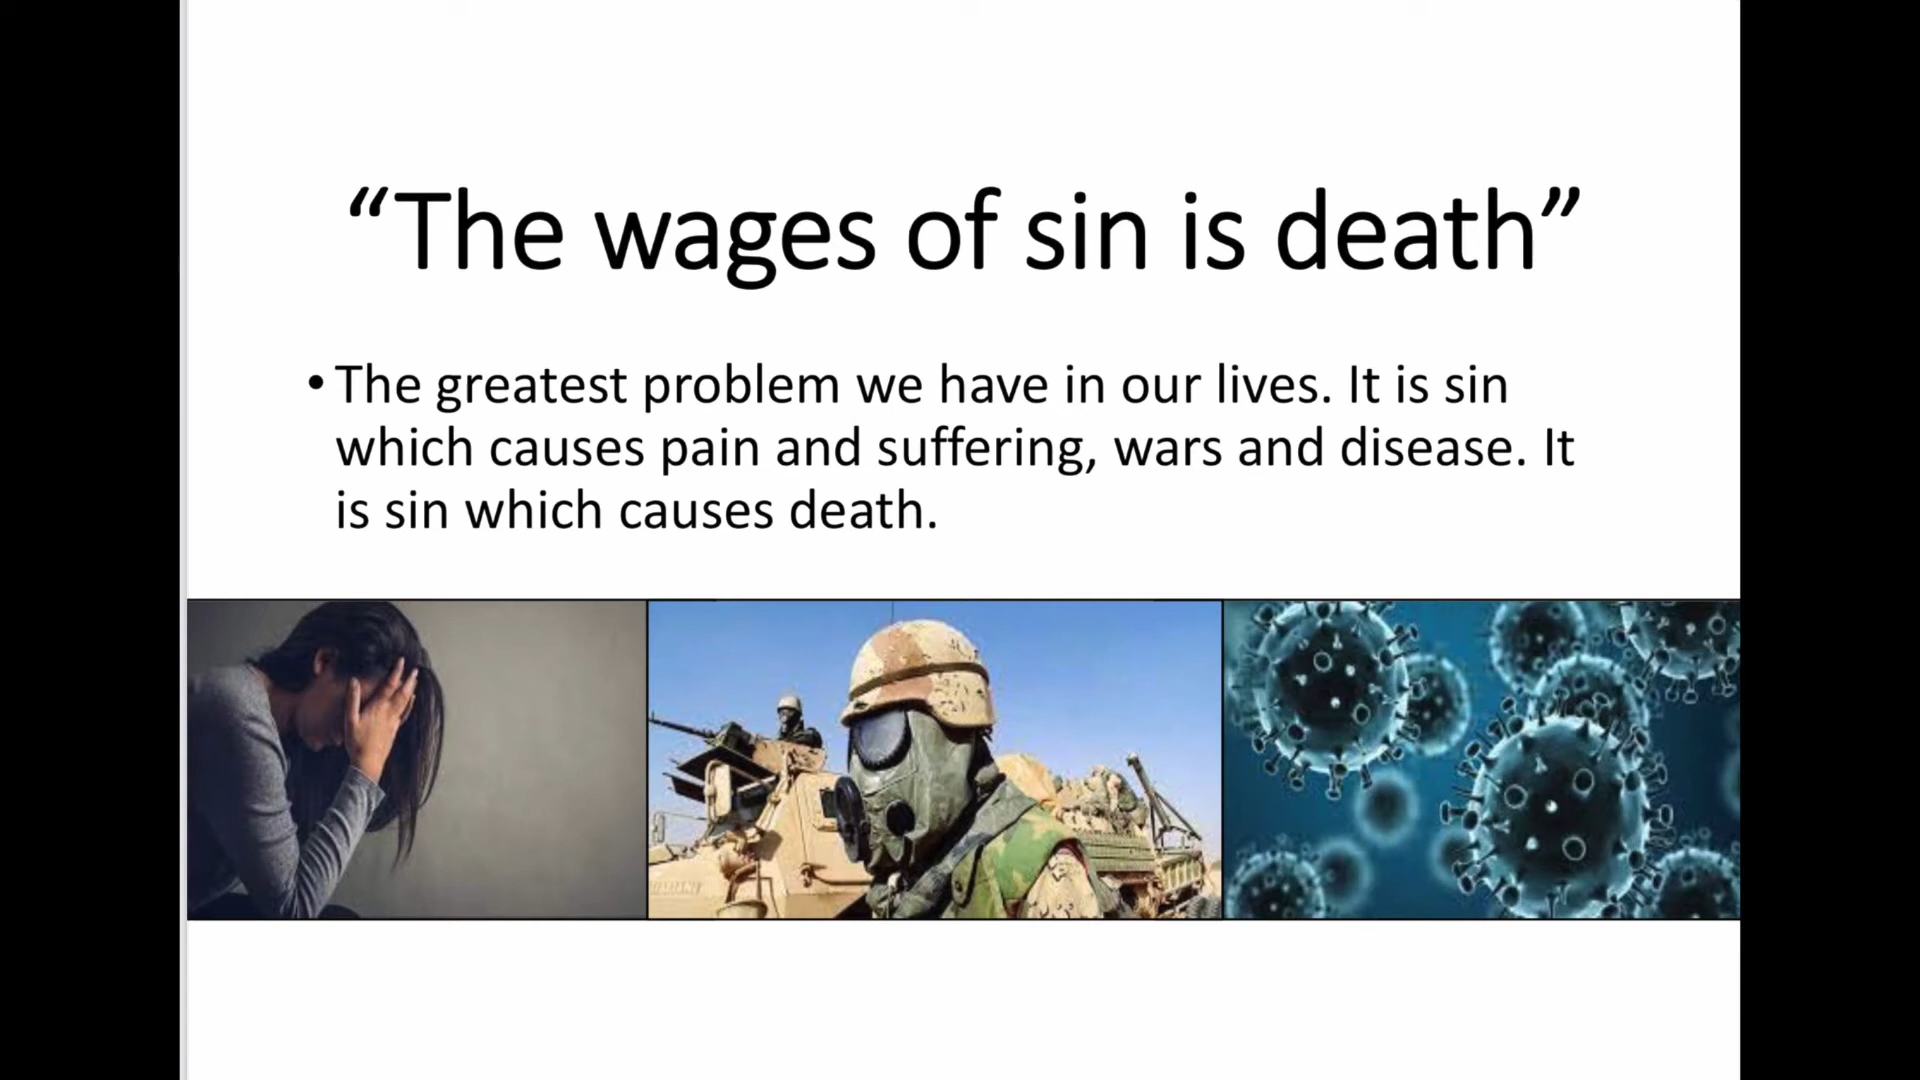 “The wages of sin is death”
• The greatest problem we have in our lives. It is sin
which causes pain and suffering, wars and disease. It
is sin which causes death.